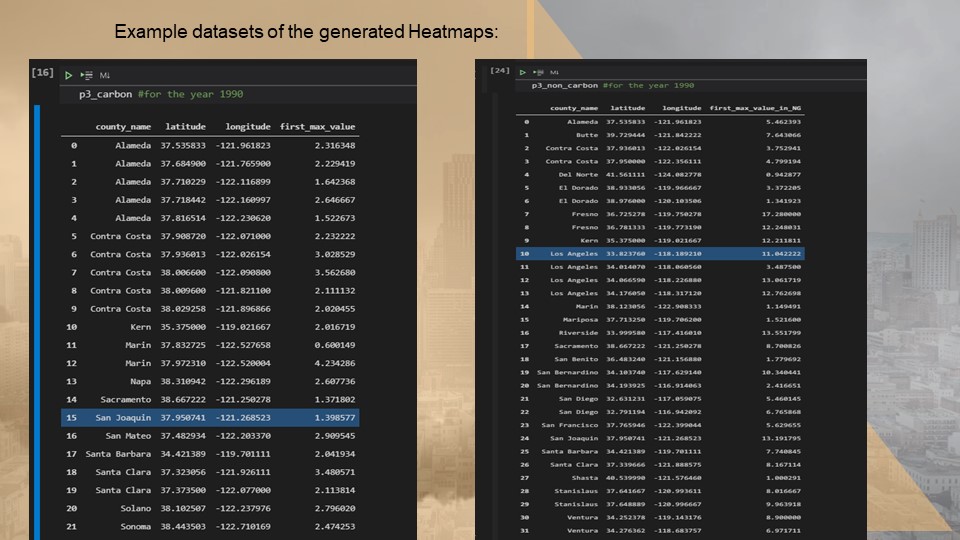 Example datasets of the generated Heatmaps:
[16]
M↓
p3_carbon #for the year 1990
county_name latitude longitude first_max_value
0 Alameda 37.535833 -121.961823 2.316348
1 Alameda 37.684900 -121.765900 2.229419
2 Alameda 37.710229 -122.116899 1.642368
3 Alameda 37.718442 -122.160997 2.646667
4 Alameda 37.816514 -122.230620 1.522673
5 Contra Costa 37.908720 -122.071000 2.232222
6 Contra Costa 37.936013 -122.026154 3.028529
7 Contra Costa 38.006600 -122.090800 3.562680
8 Contra Costa 38.009600 -121.821100 2.111132
9 Contra Costa 38.029258 -121.896866 2.020455
10 Kern 35.375000 -119.021667 2.016719
11 Marin 37.832725 -122.527658 0.600149
12 Marin 37.972310 -122.520004 4.234286
13 Napa 38.310942 -122.296189 2.607736
14 Sacramento 38.667222 -121.250278 1.371802
15 San Joaquin 37.950741 -121.268523 1.398577
16 San Mateo 37.482934 -122.203370 2.909545
17 Santa Barbara 34.421389 -119.701111 2.041934
18 Santa Clara 37.323056 -121.926111 3.480571
19 Santa Clara 37.373500 -122.077000 2.113814
20 Solano 38.102507 -122.237976 2.796020
21 Sonoma 38.443503 -122.710169 2.474253
[24]
M↓
p3_non_carbon #for the year 1990
county_name latitude longitude first_max_value_in_NG
0 Alameda 37.535833 -121.961823 5.462393
1 Butte 39.729444 -121.842222 7.643066
2 Contra Costa 37.936013 -122.026154 3.752941
3 Contra Costa 37.950000 -122.356111 4.799194
4 Del Norte 41.561111 -124.082778 0.942877
5 El Dorado 38.933056 -119.966667 3.372205
6 El Dorado 38.976000 -120.103506 1.341923
7 Fresno 36.725278 -119.750278 17.280000
8 Fresno 36.781333 -119.773190 12.248031
9 Kern 35.375000 -119.021667 12.211811
10 Los Angeles 33.823760 -118.189210 11.042222
11 Los Angeles 34.014070 -118.060560 3.487500
12 Los Angeles 34.066590 -118.226880 13.061719
13 Los Angeles 34.176050 -118.317120 12.762698
14 Marin 38.123056 -122.908333 1.149491
15 Mariposa 37.713250 -119.706200 1.521600
16 Riverside 33.999580 -117.416010 13.551799
17 Sacramento 38.667222 -121.250278 8.700826
18 San Benito 36.483240 -121.156880 1.779692
19 San Bernardino 34.103740 -117.629140 10.340441
20 San Bernardino 34.193925 -116.914063 2.416651
21 San Diego 32.631231 -117.059075 5.460145
22 San Diego 32.791194 -116.942092 6.765868
23 San Francisco 37.765946 -122.399044 5.629655
24 San Joaquin 37.950741 -121.268523 13.191795
25 Santa Barbara 34.421389 -119.701111 7.740845
26 Santa Clara 37.339666 -121.888575 8.167114
27 Shasta 40.539990 -121.576460 1.000291
28 Stanislaus 37.641667 -120.993611 8.016667
29 Stanislaus 37.648889 -120.999667 9.963918
30 Ventura 34.252378 -119.143176 8.900000
31 Ventura 34.276362 -118.683757 6.971711